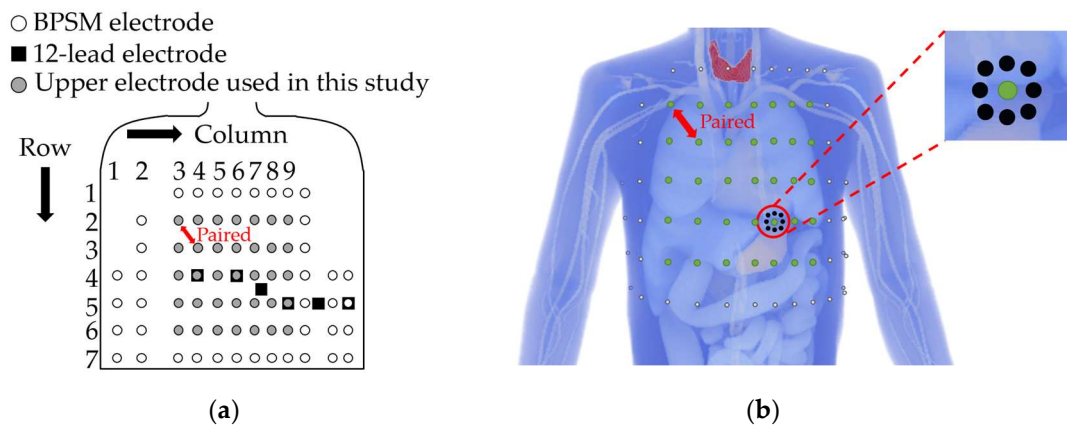 BPSM electrode
12-lead electrode
Upper electrode used in this study
Column
Row
1 2 3 4 5 6 7 8 9
1
2
Paired
3
4
5
6
7
Paired
(a)
(b)